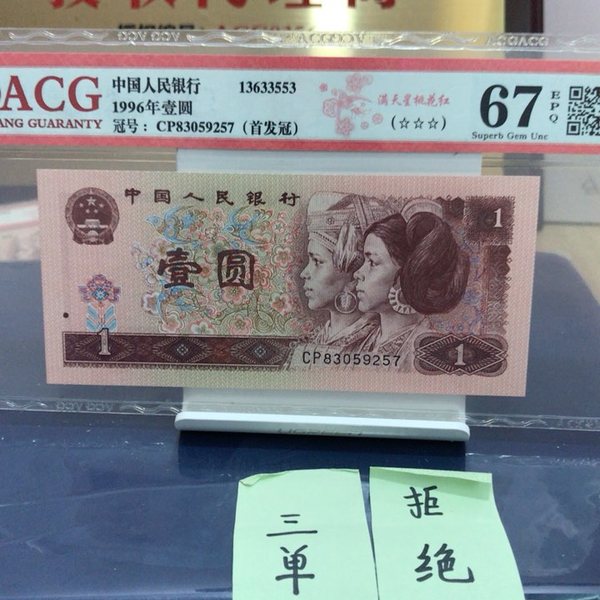 ACG
ANG GUARANTY
中国人民银行
1996年壹圆
冠号：CP83059257（首发冠）
13633553
满天星桃花红
(☆☆☆)
67
EPQ
Superb Gem Unc
中国人民银行
1
壹圆
1
CP83059257
1
三单
拒绝